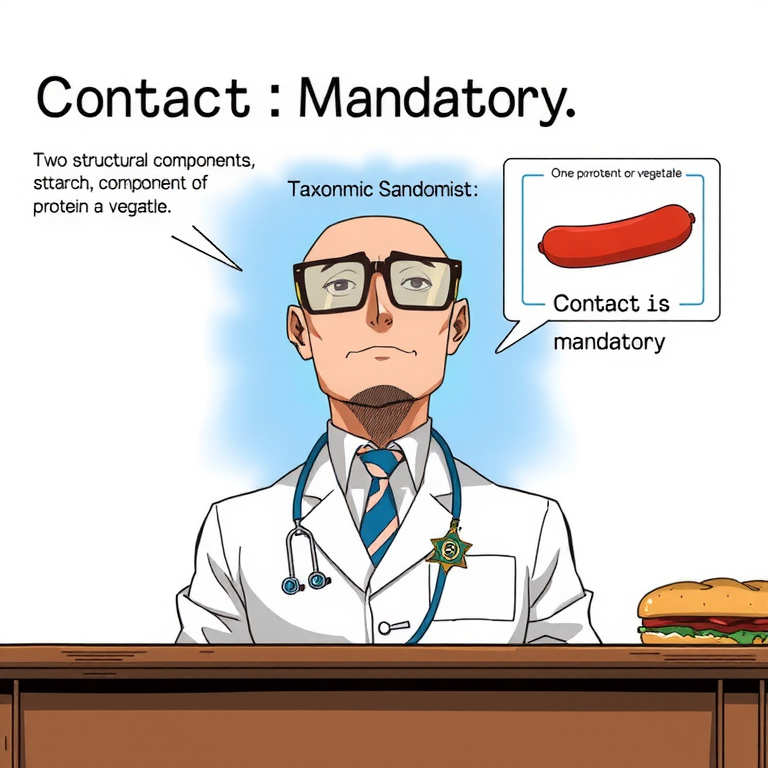 Contact : Mandatory.
Two structural components,
sttarch, component of
protein a vegatle.
Taxonmic Sandomist:
One porotent or vegetale
Contact is
mandatory